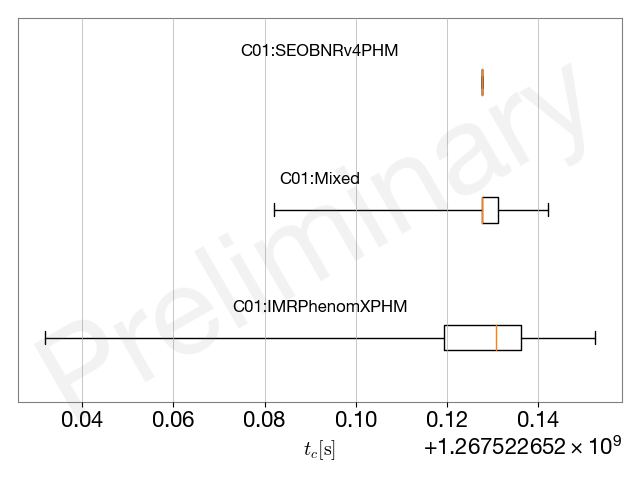 C01:SEOBNRv4PHM
C01:Mixed
C01:IMRPhenomXPHM
Preliminary
0.04 0.06 0.08 0.10 0.12 0.14
t_c[s]
+1.267522652 × 10⁹